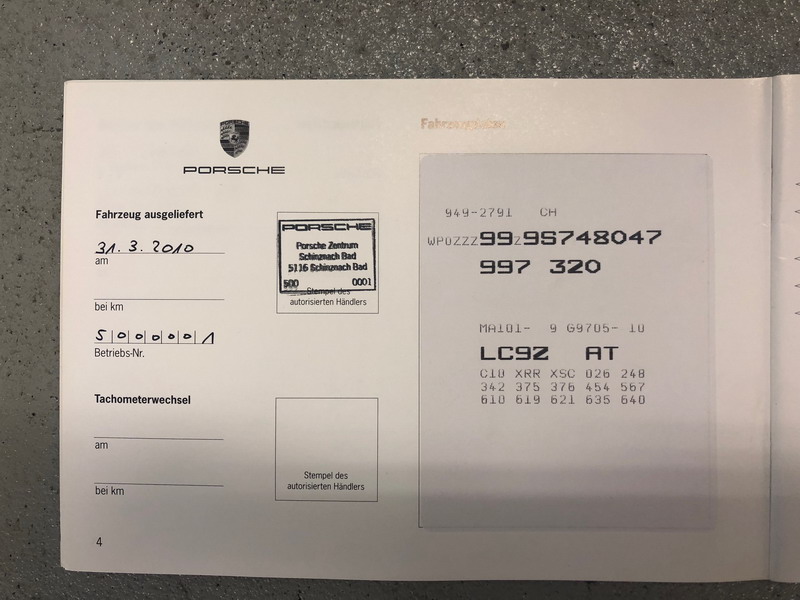 PORSCHE
Fahrzeug ausgeliefert
31. 3. 2010
am
bei km
5 0 0 0 0 0 1
Betriebs-Nr.
PORSCHE
Porsche Zentrum
Schinznach Bad
5116 Schinznach Bad
500 0001
Stempel des
autorisierten Händlers
Tachometerwechsel
am
bei km
Stempel des
autorisierten Händlers
4
Fahrzeugdaten
949-2791 CH
WP0ZZZ99Z9S748047
997 320
MA101- 9 G9705- 10
LC9Z AT
C10 XRR XSC 026 248
342 375 376 454 567
610 619 621 635 640